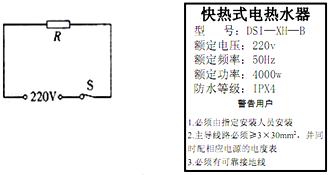 R
220V
S
快热式电热水器
型 号：DSI—XH—B
额定电压：220v
额定频率：50Hz
额定功率：4000w
防水等级：IPX4
警告用户
1.必须由指定安装人员安装
2.主导线路必须≥3×30mm²，并同
时配相应电源的电度表
3.必须有可靠接地线